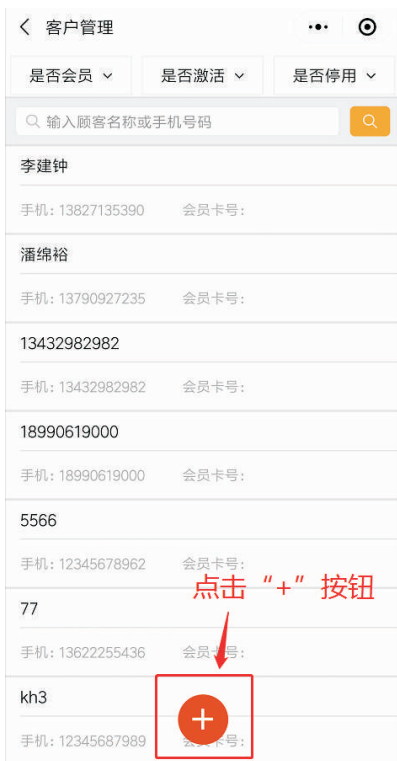 客户管理
是否会员 是否激活 是否停用
输入顾客名称或手机号码
李建钟
手机: 13827135390 会员卡号:
潘绵裕
手机: 13790927235 会员卡号:
13432982982
手机: 13432982982 会员卡号:
18990619000
手机: 18990619000 会员卡号:
5566
手机: 12345678962 会员卡号:
点击“+”按钮
77
手机: 13622255436 会员卡号:
kh3
手机: 12345687989 会员卡号: